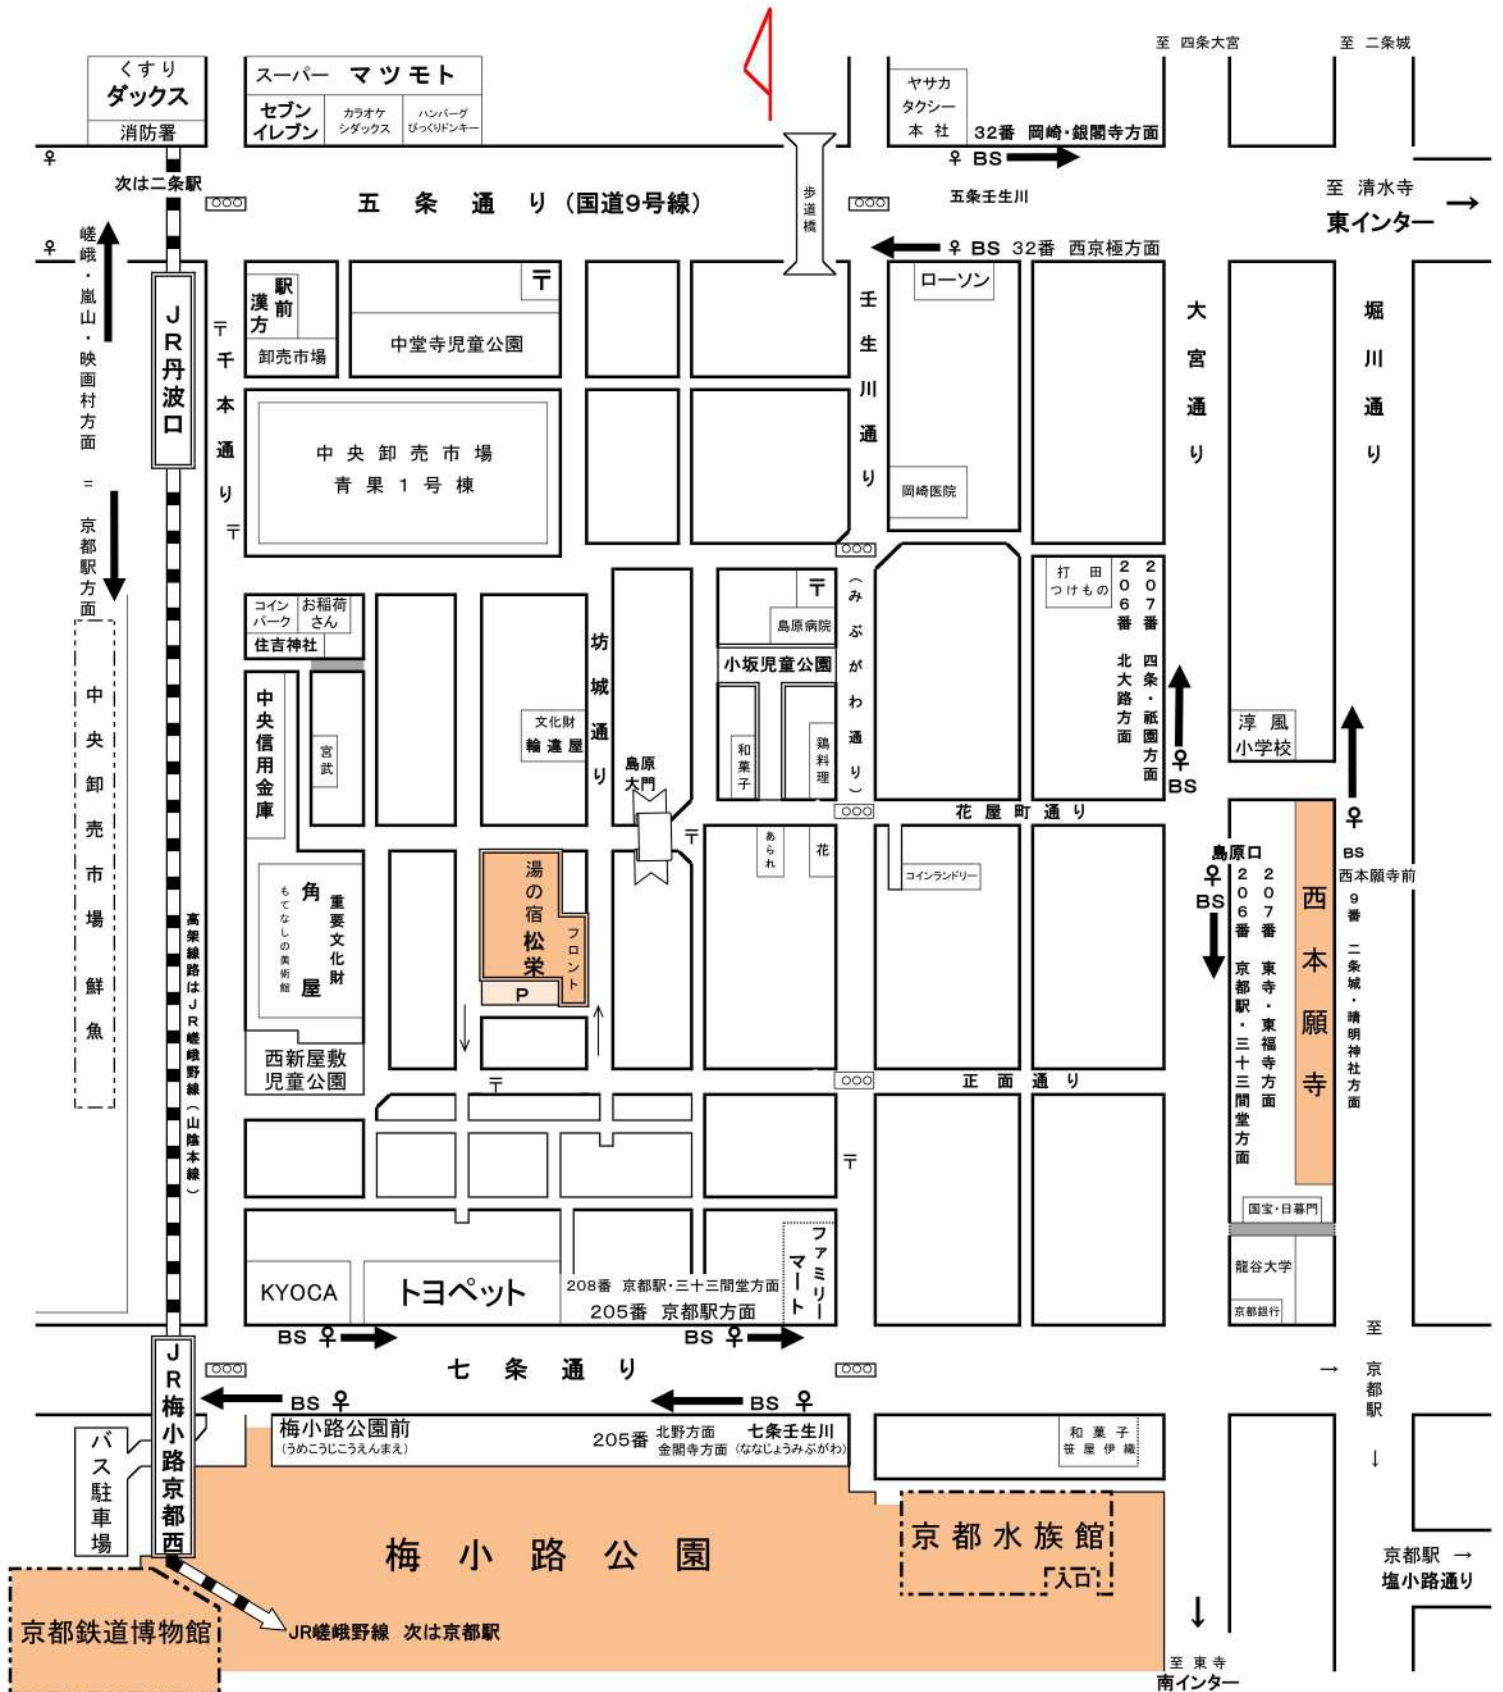 至 四条大宮
至 二条城
くすり
ダックス
消防署
スーパー マツモト
セブン
イレブン
カラオケ
シダックス
ハンバーグ
びっくりドンキー
ヤサカ
タクシー
本 社
32番 岡崎・銀閣寺方面
BS
次は二条駅
五 条 通 り (国道9号線)
歩道橋
五条壬生川
至 清水寺 →
東インター
BS 32番 西京極方面
嵯峨・嵐山・映画村方面 = 京都駅方面
JR丹波口
〒
千本通り
〒
駅前
漢方
卸売市場
〒
中堂寺児童公園
中 央 卸 売 市 場
青 果 1 号 棟
壬生川通り
(みぶがわ通り)
ローソン
岡崎医院
大宮通り
堀川通り
コイン
パーク
お稲荷
さん
住吉神社
坊城通り
〒
島原病院
小坂児童公園
打 田
つけもの
207番 四条・祇園方面
206番 北大路方面
BS
淳 風
小学校
中央卸売市場 鮮魚
中央信用金庫
宮武
文化財
輪違屋
島原
大門
和菓子
鶏料理
〒
花 屋 町 通 り
あられ
花
コインランドリー
島原口
BS
207番 東寺・東福寺方面
206番 京都駅・三十三間堂方面
西本願寺
BS
西本願寺前
9番 二条城・晴明神社方面
高架線路はJR嵯峨野線(山陰本線)
重要文化財
角屋
もてなしの美術館
湯の宿
松栄
フロント
P
西新屋敷
児童公園
〒
正 面 通 り
〒
国宝・日暮門
龍谷大学
京都銀行
KYOCA
トヨペット
208番 京都駅・三十三間堂方面
205番 京都駅方面
ファミリー
マート
BS
BS
七 条 通 り
→
至 京都駅 ↓
JR梅小路京都西
BS
BS
梅小路公園前
(うめこうじこうえんまえ)
205番 北野方面
金閣寺方面
七条壬生川
(ななじょうみぶがわ)
和 菓 子
笹 屋 伊 織
バス駐車場
梅 小 路 公 園
京 都 水 族 館
入口
京都駅 →
塩小路通り
京都鉄道博物館
JR嵯峨野線 次は京都駅
↓
至 東寺
南インター